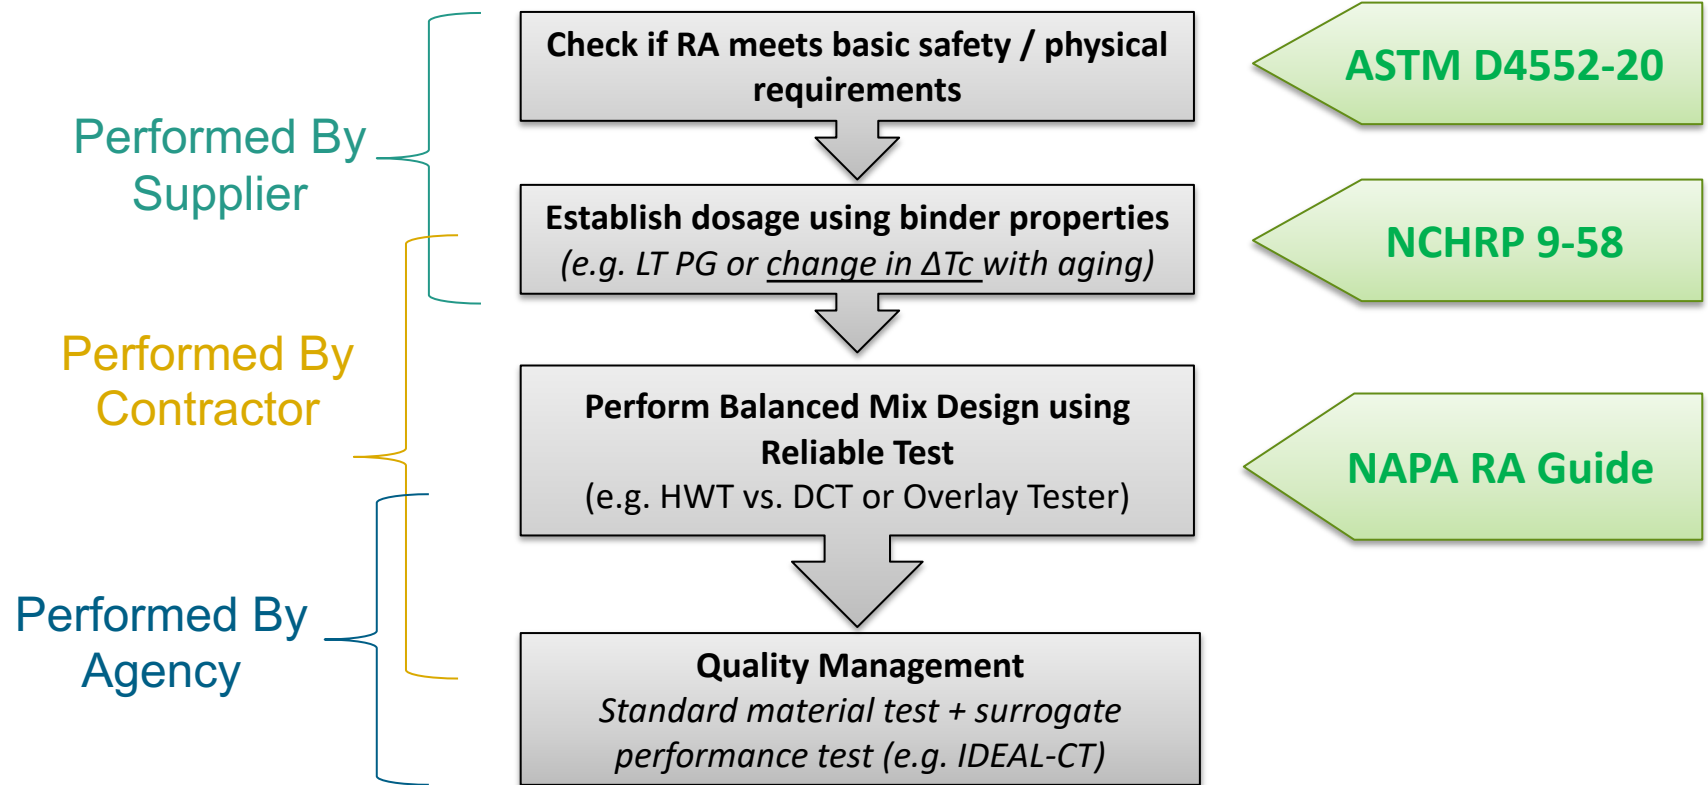 Check if RA meets basic safety / physical
requirements
ASTM D4552-20
Performed By
Supplier
Establish dosage using binder properties
(e.g. LT PG or change in ΔTc with aging)
NCHRP 9-58
Performed By
Contractor
Perform Balanced Mix Design using
Reliable Test
(e.g. HWT vs. DCT or Overlay Tester)
NAPA RA Guide
Performed By
Agency
Quality Management
Standard material test + surrogate
performance test (e.g. IDEAL-CT)